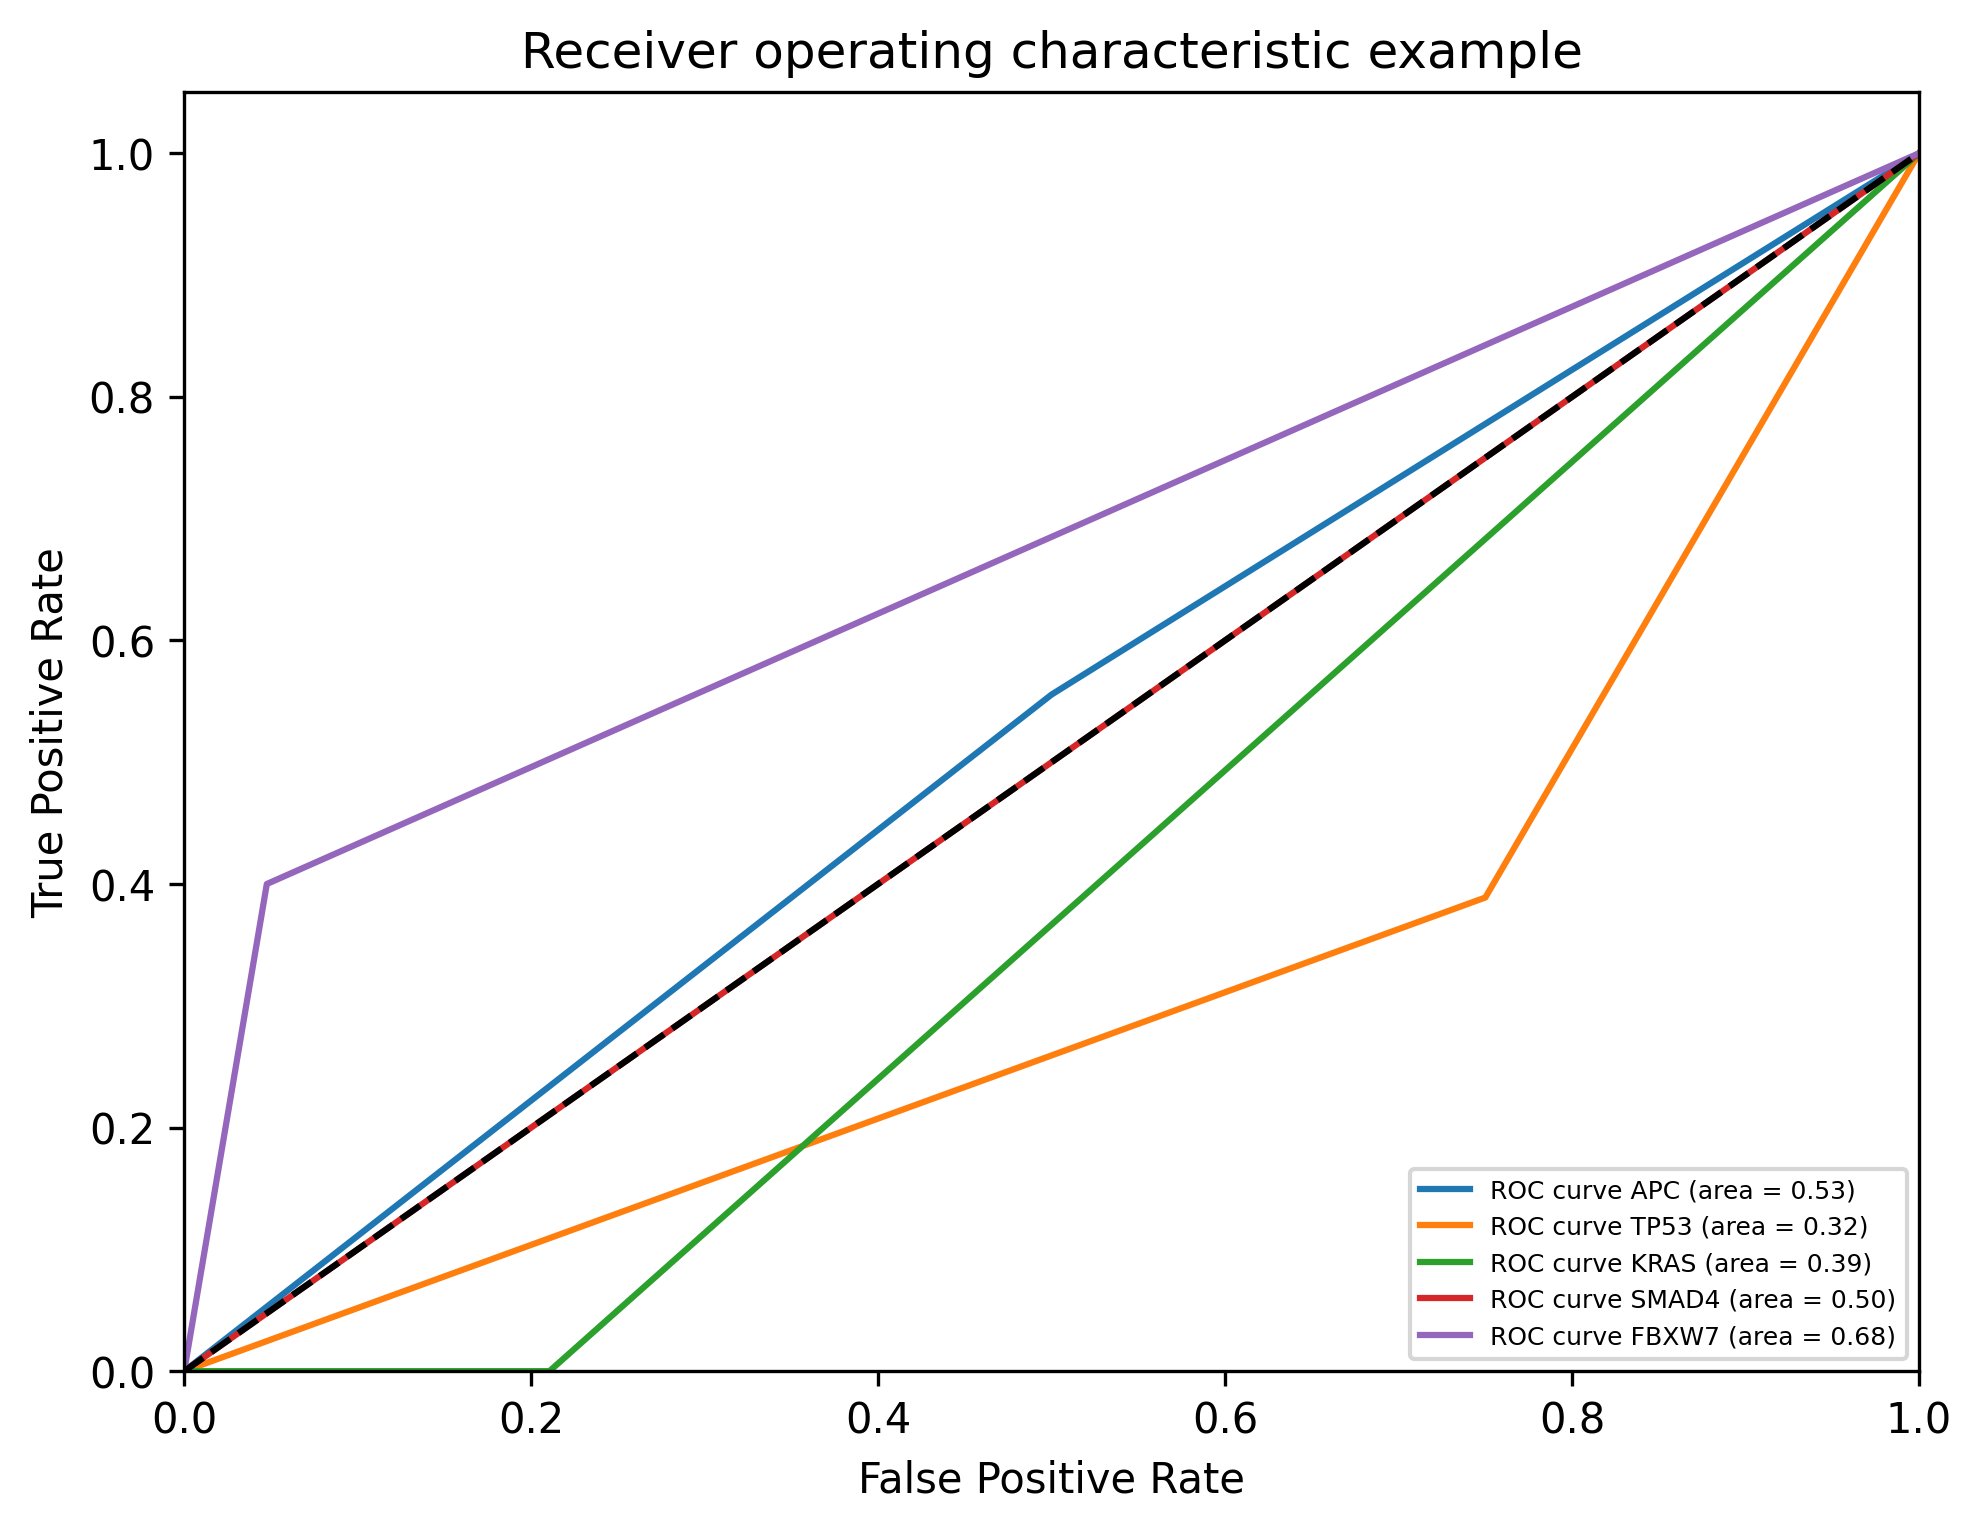 Receiver operating characteristic example
1.0
0.8
0.6
0.4
0.2
0.0
True Positive Rate
0.0 0.2 0.4 0.6 0.8 1.0
False Positive Rate
ROC curve APC (area = 0.53)
ROC curve TP53 (area = 0.32)
ROC curve KRAS (area = 0.39)
ROC curve SMAD4 (area = 0.50)
ROC curve FBXW7 (area = 0.68)